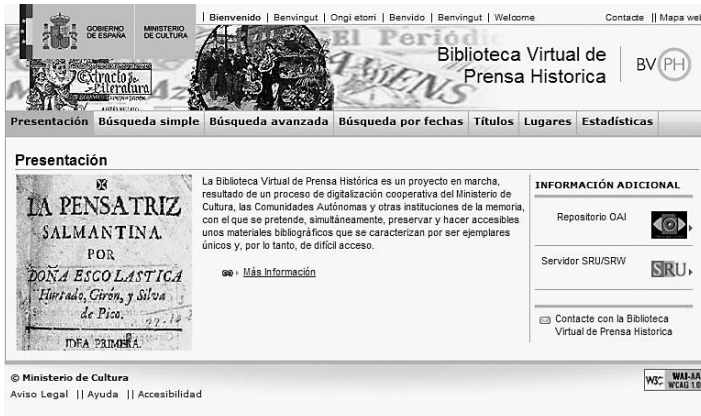 GOBIERNO DE ESPAÑA
MINISTERIO DE CULTURA
| Bienvenido | Benvingut | Ongi etorri | Benvido | Benvingut | Welcome
Contacte || Mapa web
El Periódic
Biblioteca Virtual de
Prensa Historica
BV PH
Extractos
de Literatura
AMIENS
Presentación Búsqueda simple Búsqueda avanzada Búsqueda por fechas Títulos Lugares Estadísticas
Presentación
LA PENSATRIZ
SALMANTINA.
POR
DOÑA ESCOLASTICA
Hurtado, Girón, y Silva
de Pico.
IDEA PRIMERA.
La Biblioteca Virtual de Prensa Histórica es un proyecto en marcha,
resultado de un proceso de digitalización cooperativa del Ministerio de
Cultura, las Comunidades Autónomas y otras instituciones de la memoria,
con el que se pretende, simultáneamente, preservar y hacer accesibles
unos materiales bibliográficos que se caracterizan por ser ejemplares
únicos y, por lo tanto, de difícil acceso.
Más Información
INFORMACIÓN ADICIONAL
Repositorio OAI
Servidor SRU/SRW
SRU
Contacte con la Biblioteca
Virtual de Prensa Historica
© Ministerio de Cultura
Aviso Legal || Ayuda || Accesibilidad
W3C WAI-AA
WCAG 1.0